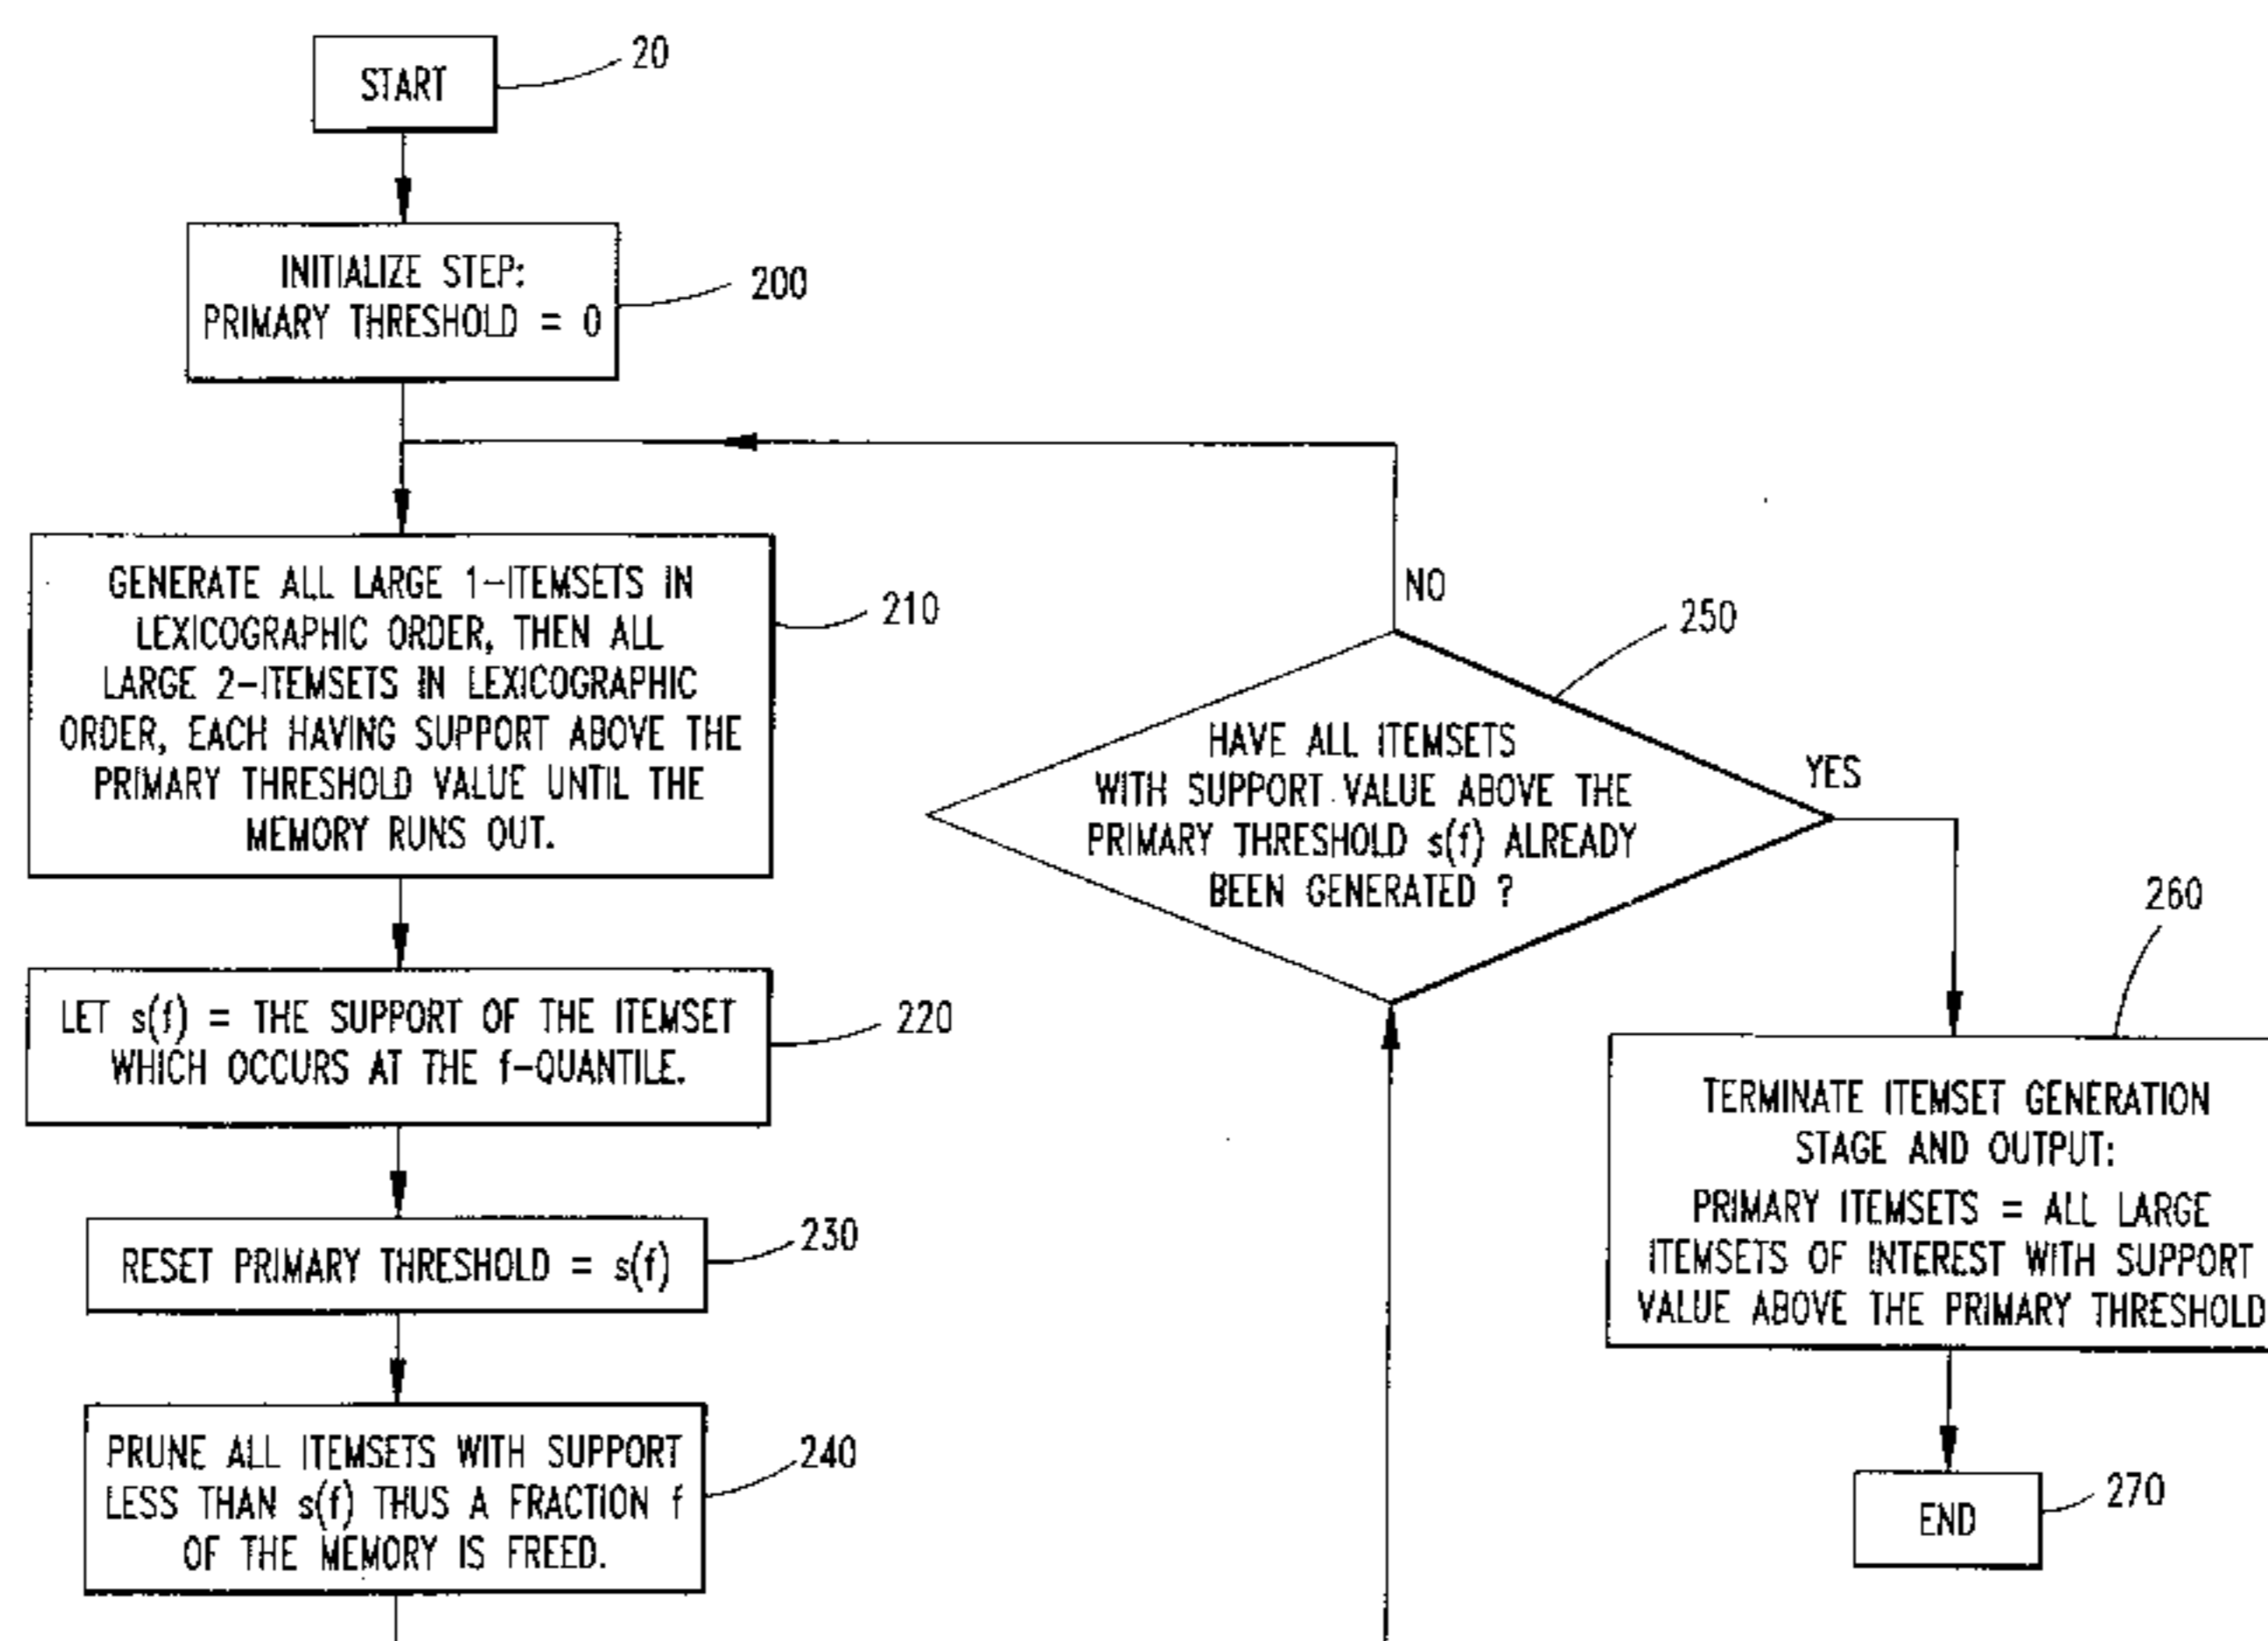 START
20
INITIALIZE STEP:
PRIMARY THRESHOLD = 0
200
GENERATE ALL LARGE 1-ITEMSETS IN
LEXICOGRAPHIC ORDER, THEN ALL
LARGE 2-ITEMSETS IN LEXICOGRAPHIC
ORDER, EACH HAVING SUPPORT ABOVE THE
PRIMARY THRESHOLD VALUE UNTIL THE
MEMORY RUNS OUT.
210
LET s(f) = THE SUPPORT OF THE ITEMSET
WHICH OCCURS AT THE f-QUANTILE.
220
RESET PRIMARY THRESHOLD = s(f)
230
PRUNE ALL ITEMSETS WITH SUPPORT
LESS THAN s(f) THUS A FRACTION f
OF THE MEMORY IS FREED.
240
NO
250
HAVE ALL ITEMSETS
WITH SUPPORT VALUE ABOVE THE
PRIMARY THRESHOLD s(f) ALREADY
BEEN GENERATED ?
YES
260
TERMINATE ITEMSET GENERATION
STAGE AND OUTPUT:
PRIMARY ITEMSETS = ALL LARGE
ITEMSETS OF INTEREST WITH SUPPORT
VALUE ABOVE THE PRIMARY THRESHOLD
END
270